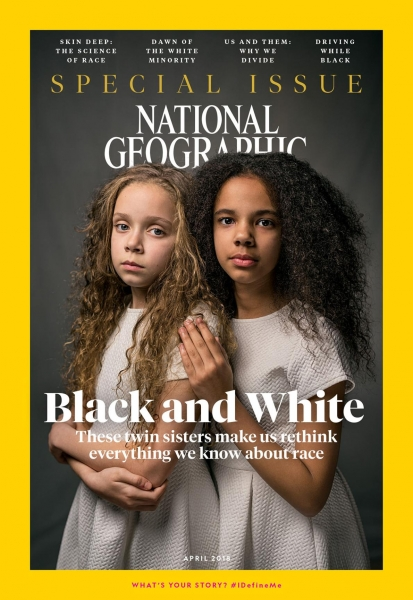 SKIN DEEP:
THE SCIENCE
OF RACE
DAWN OF
THE WHITE
MINORITY
US AND THEM:
WHY WE
DIVIDE
DRIVING
WHILE
BLACK
SPECIAL ISSUE
NATIONAL
GEOGRAPHIC
Black and White
These twin sisters make us rethink
everything we know about race
APRIL 2018
WHAT'S YOUR STORY? #IDefineMe